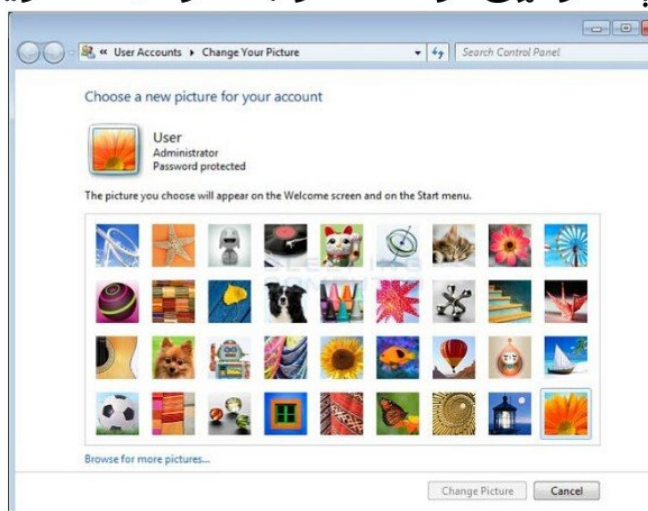 « User Accounts ▸ Change Your Picture
Search Control Panel
Choose a new picture for your account
User
Administrator
Password protected
The picture you choose will appear on the Welcome screen and on the Start menu.
BLEEPING
COMPUTER
Browse for more pictures...
Change Picture Cancel